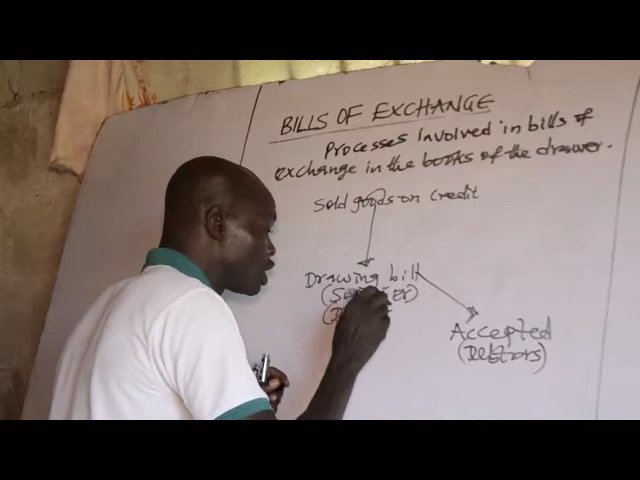 BILLS OF EXCHANGE
Processes Involved in bills of
exchange in the books of the drawer.
Sold goods on credit
Drawing bill
Accepted
(Debtors)